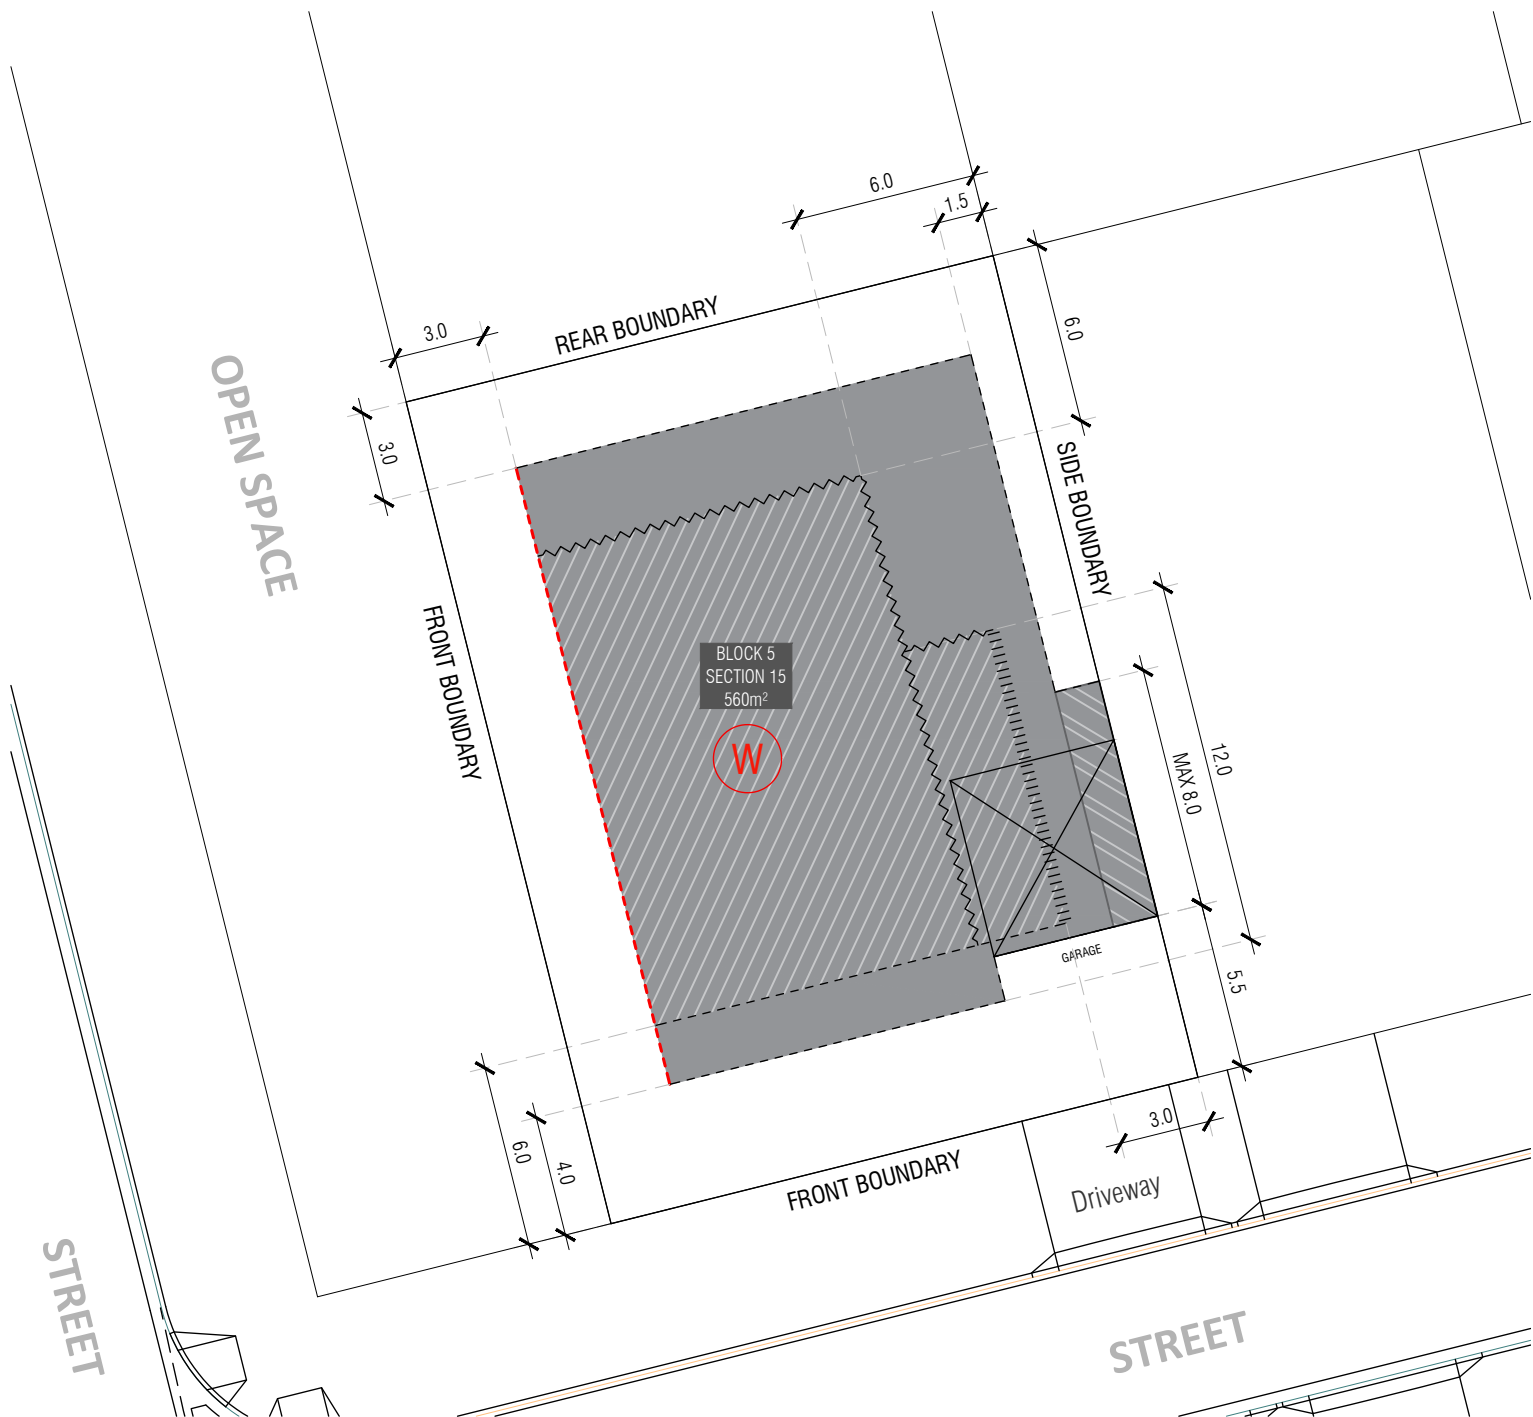 6.0
1.5
REAR BOUNDARY
3.0
6.0
3.0
OPEN SPACE
SIDE BOUNDARY
FRONT BOUNDARY
BLOCK 5
SECTION 15
560m²
W
12.0
MAX 8.0
GARAGE
5.5
6.0
4.0
3.0
FRONT BOUNDARY
Driveway
STREET
STREET